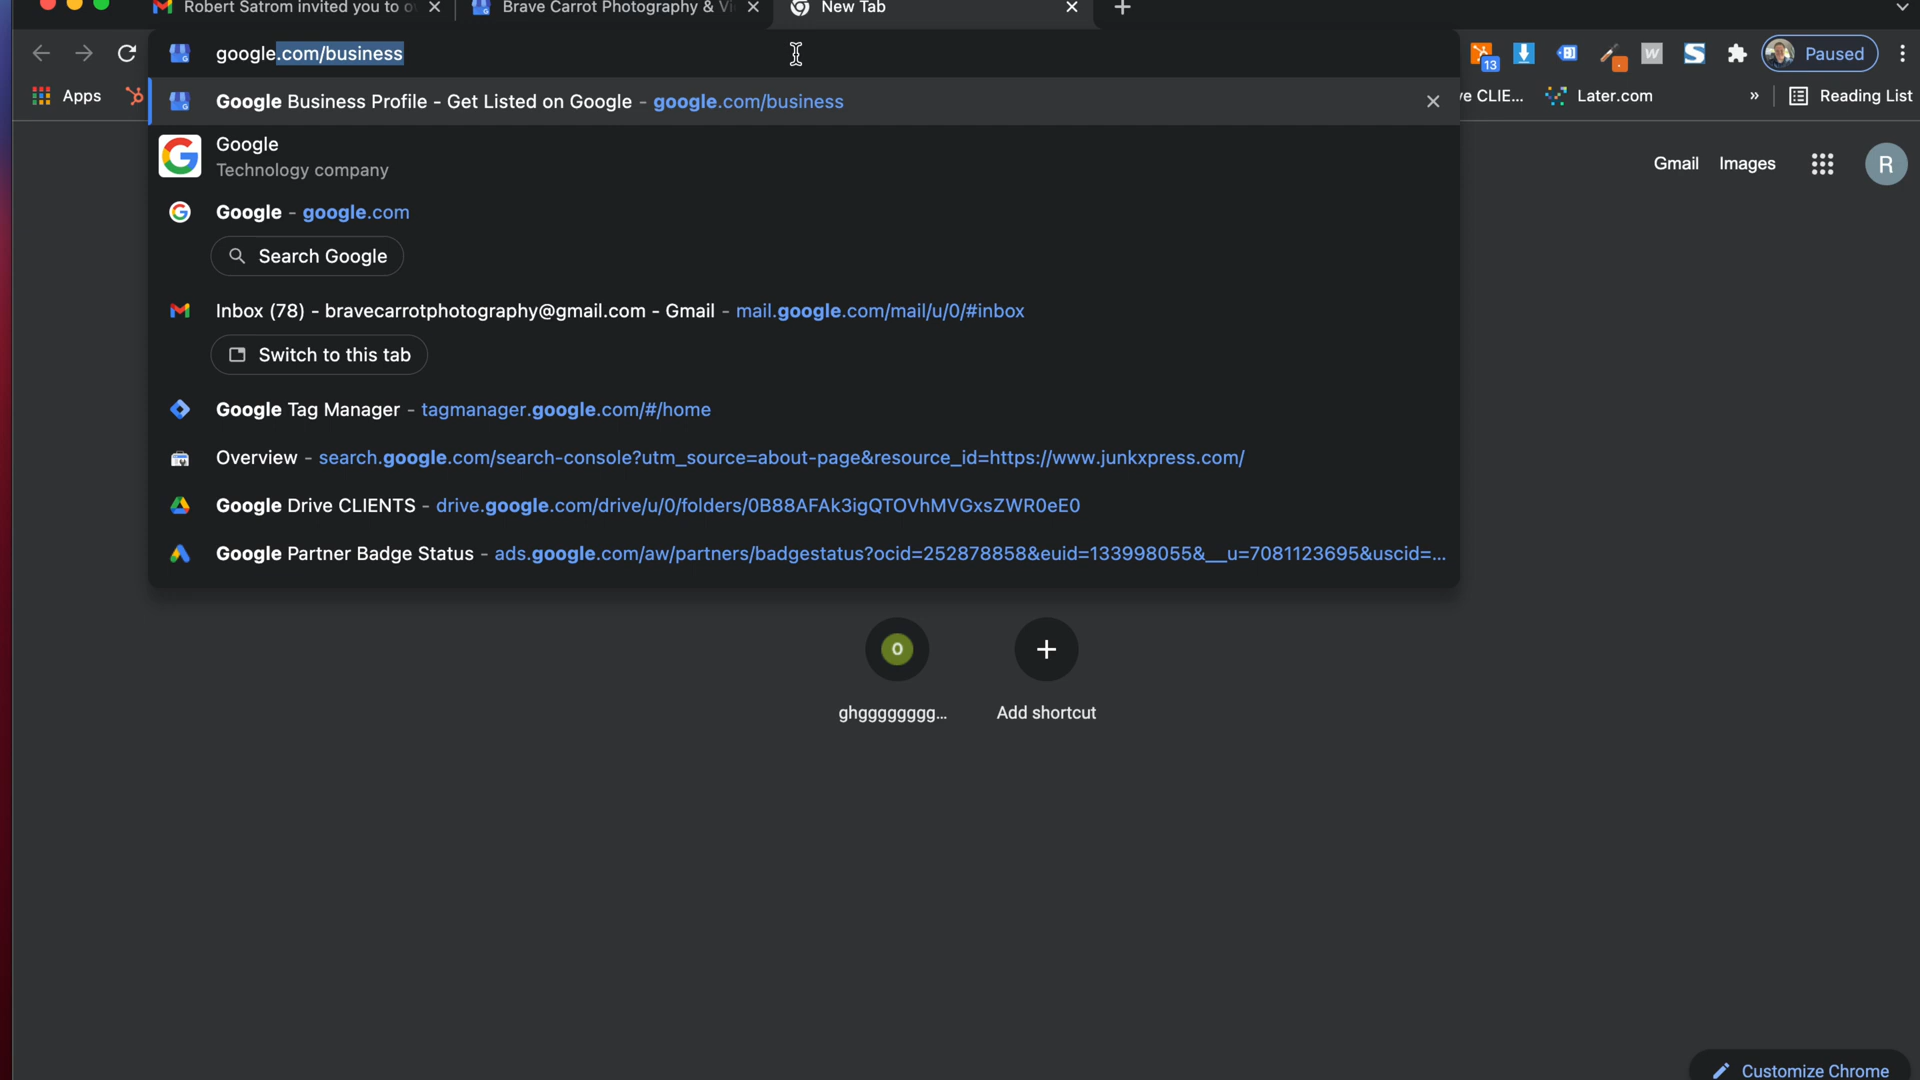 Robert Satrom invited you to o
Brave Carrot Photography & Vi
New Tab
google.com/business
13
Paused
Apps
ve CLIE...
Later.com
»
Reading List
Google Business Profile - Get Listed on Google - google.com/business
Google
Technology company
Gmail
Images
R
Google - google.com
Search Google
Inbox (78) - bravecarrotphotography@gmail.com - Gmail - mail.google.com/mail/u/0/#inbox
Switch to this tab
Google Tag Manager - tagmanager.google.com/#/home
Overview - search.google.com/search-console?utm_source=about-page&resource_id=https://www.junkxpress.com/
Google Drive CLIENTS - drive.google.com/drive/u/0/folders/0B88AFAk3igQTOVhMVGxsZWR0eE0
Google Partner Badge Status - ads.google.com/aw/partners/badgestatus?ocid=252878858&euid=133998055&__u=7081123695&uscid=...
0
ghggggggg...
Add shortcut
Customize Chrome